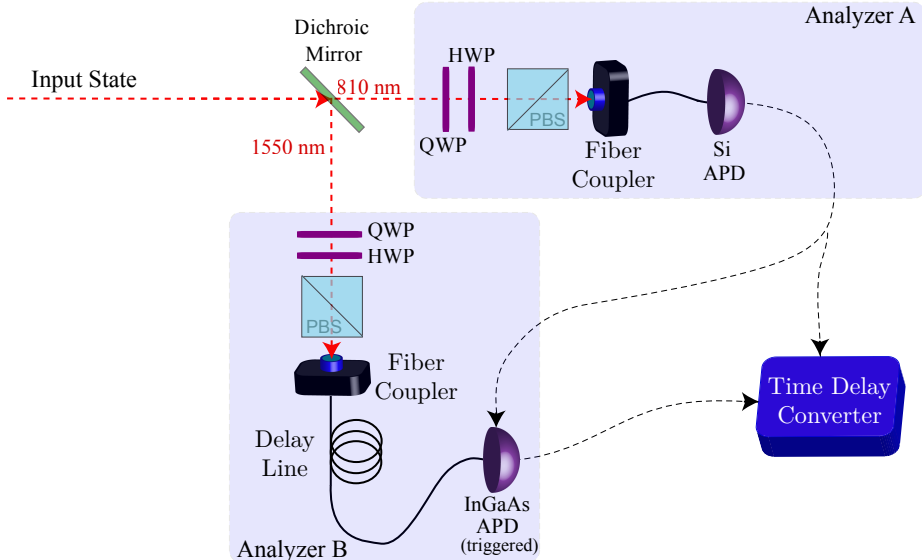 Analyzer A
Dichroic
Mirror
Input State
810 nm
HWP
QWP
PBS
Fiber
Coupler
Si
APD
1550 nm
QWP
HWP
PBS
Fiber
Coupler
Delay
Line
InGaAs
APD
(triggered)
Analyzer B
Time Delay
Converter